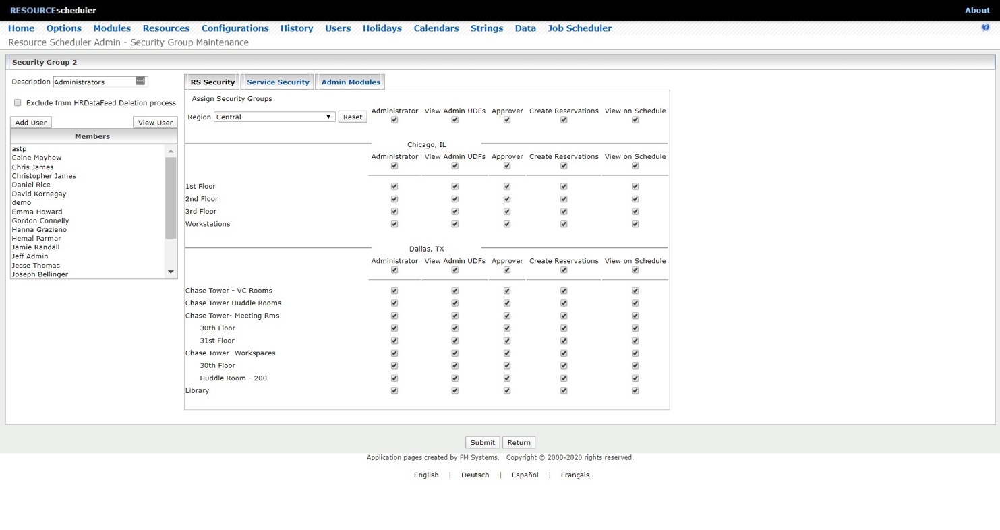 RESOURCEscheduler About
Home Options Modules Resources Configurations History Users Holidays Calendars Strings Data Job Scheduler ?
Resource Scheduler Admin - Security Group Maintenance
Security Group 2
Description Administrators
Exclude from HRDataFeed Deletion process
Add User View User
Members
astp
Caine Mayhew
Chris James
Christopher James
Daniel Rice
David Kornegay
demo
Emma Howard
Gordon Connelly
Hanna Graziano
Hemal Parmar
Jamie Randall
Jeff Admin
Jesse Thomas
Joseph Bellinger
RS Security Service Security Admin Modules
Assign Security Groups
Region Central Reset
Administrator View Admin UDFs Approver Create Reservations View on Schedule
Chicago, IL
Administrator View Admin UDFs Approver Create Reservations View on Schedule
1st Floor
2nd Floor
3rd Floor
Workstations
Dallas, TX
Administrator View Admin UDFs Approver Create Reservations View on Schedule
Chase Tower - VC Rooms
Chase Tower Huddle Rooms
Chase Tower- Meeting Rms
30th Floor
31st Floor
Chase Tower- Workspaces
30th Floor
Huddle Room - 200
Library
Submit Return
Application pages created by FM Systems. Copyright © 2000-2020 rights reserved.
English | Deutsch | Español | Français